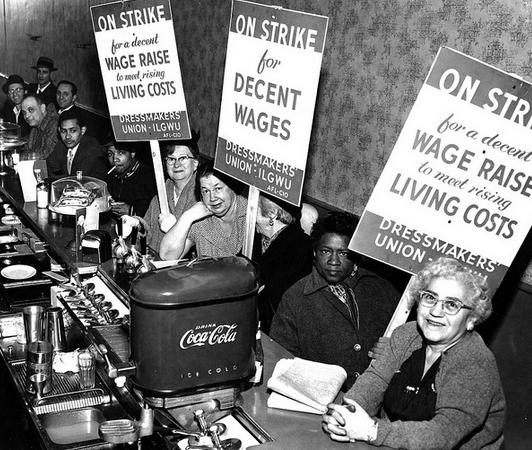 ON STRIKE
for a decent
WAGE RAISE
to meet rising
LIVING COSTS
DRESSMAKERS'
UNION - ILGWU
AFL-CIO
ON STRIKE
for
DECENT
WAGES
DRESSMAKERS'
UNION - ILGWU
AFL-CIO
ON STRI
for a decent
WAGE RAISE
to meet rising
LIVING COSTS
DRESSMAKERS'
UNION -
DRINK
Coca-Cola
ICE COLD